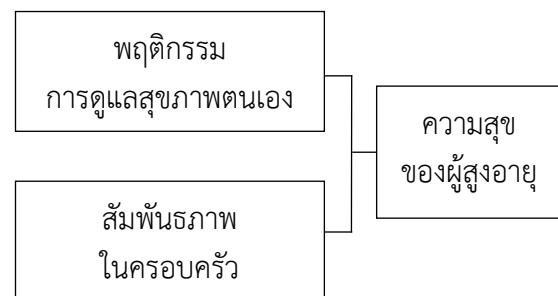 พฤติกรรม
การดูแลสุขภาพตนเอง
ความสุข
ของผู้สูงอายุ
สัมพันธภาพ
ในครอบครัว